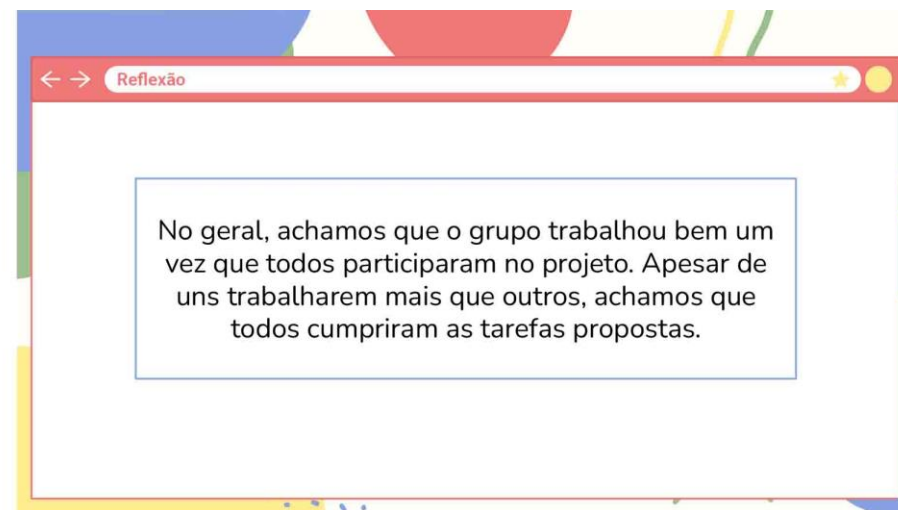 Reflexão
No geral, achamos que o grupo trabalhou bem um
vez que todos participaram no projeto. Apesar de
uns trabalharem mais que outros, achamos que
todos cumpriram as tarefas propostas.